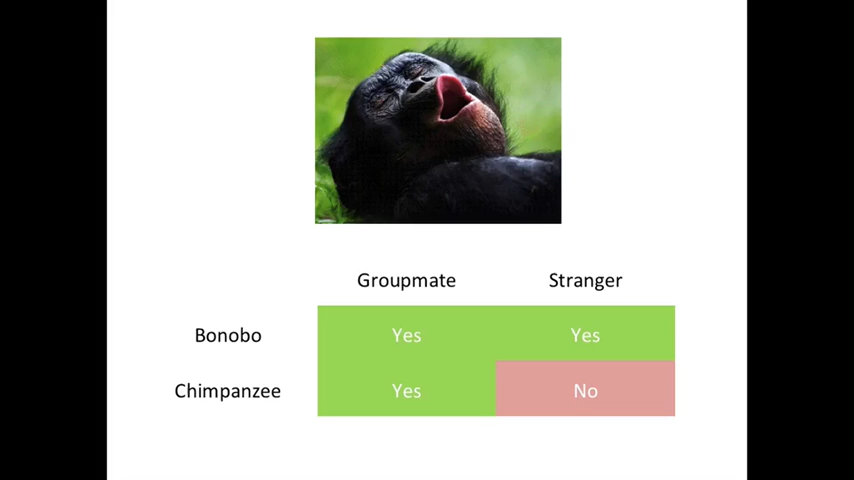 Groupmate Stranger
Bonobo Yes Yes
Chimpanzee Yes No